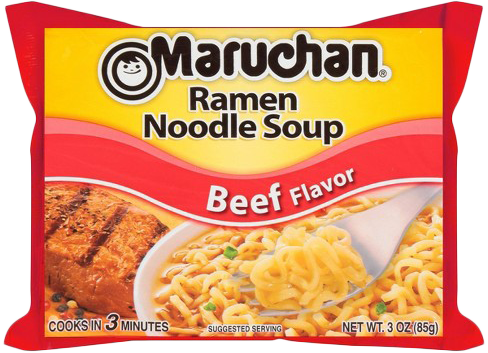 Maruchan®
Ramen
Noodle Soup
Beef Flavor
COOKS IN 3 MINUTES
SUGGESTED SERVING
NET WT. 3 OZ (85g)